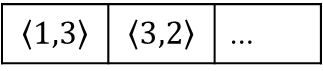 ⟨1,3⟩ ⟨3,2⟩ ...